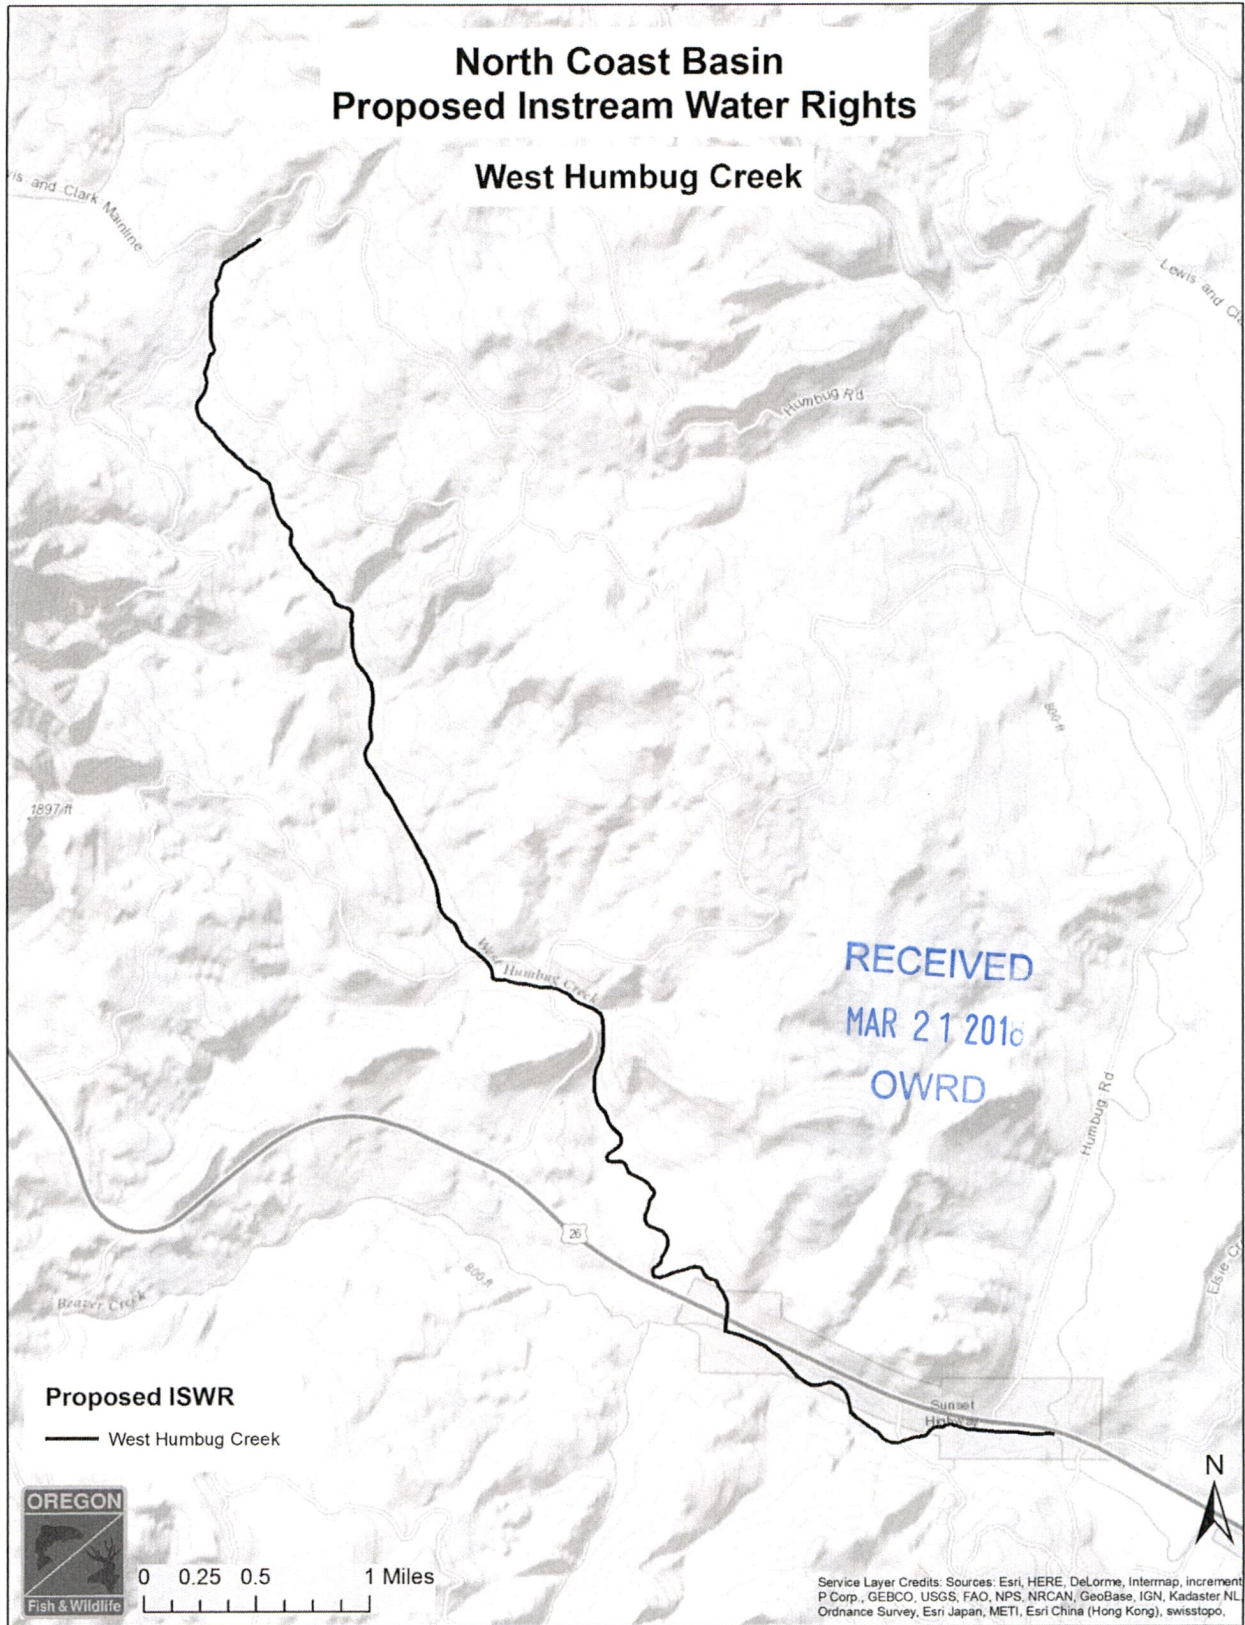 North Coast Basin
Proposed Instream Water Rights
West Humbug Creek
and Clark Mainline
Lewis and
Humbug Rd
800 ft
1897 ft
West Humbug Creek
RECEIVED
MAR 21 201
OWRD
Humbug Rd
26
800 ft
Beaver Creek
Elsie
Sunset
Highway
Proposed ISWR
West Humbug Creek
N
OREGON
Fish & Wildlife
0 0.25 0.5 1 Miles
Service Layer Credits: Sources: Esri, HERE, DeLorme, Intermap, increment
P Corp., GEBCO, USGS, FAO, NPS, NRCAN, GeoBase, IGN, Kadaster NL,
Ordnance Survey, Esri Japan, METI, Esri China (Hong Kong), swisstopo,